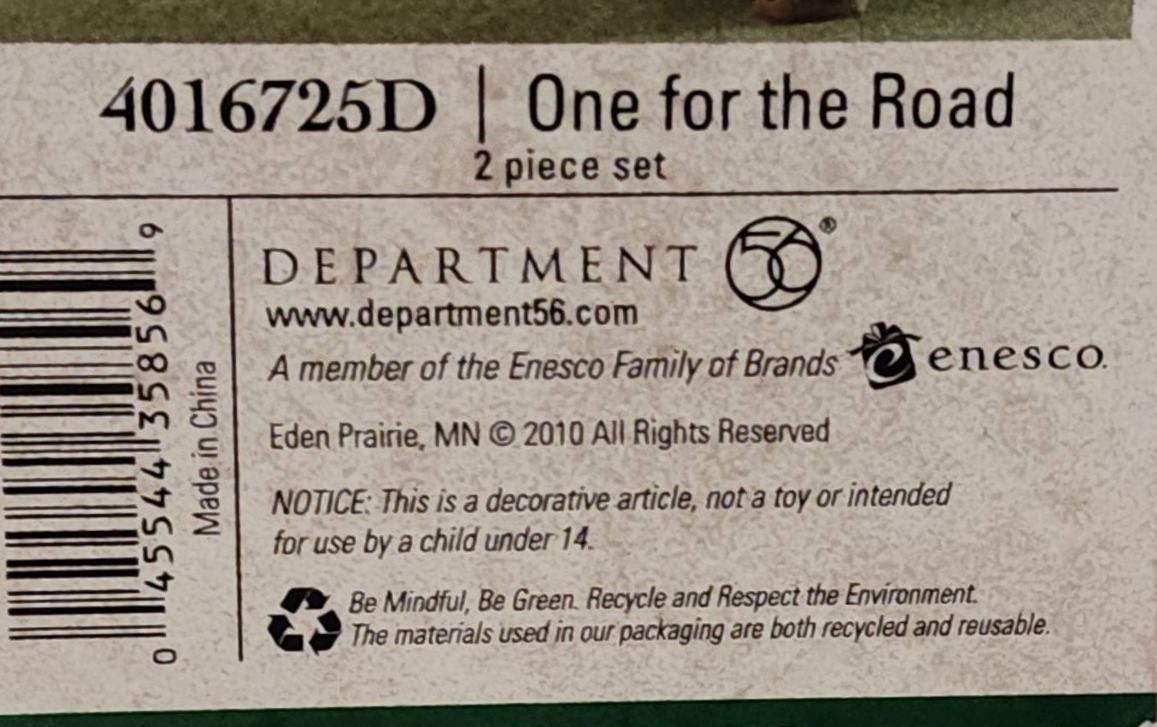 4016725D | One for the Road
2 piece set
DEPARTMENT 56®
www.department56.com
A member of the Enesco Family of Brands enesco.
Eden Prairie, MN © 2010 All Rights Reserved
NOTICE: This is a decorative article, not a toy or intended
for use by a child under 14.
Be Mindful, Be Green. Recycle and Respect the Environment.
The materials used in our packaging are both recycled and reusable.
0 45544 35856 9
Made in China